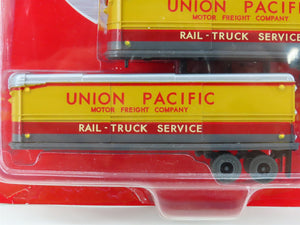 UNION PACIFIC
MOTOR FREIGHT COMPANY
RAIL-TRUCK SERVICE
UNION PACIFIC
MOTOR FREIGHT COMPANY
RAIL-TRUCK SERVICE